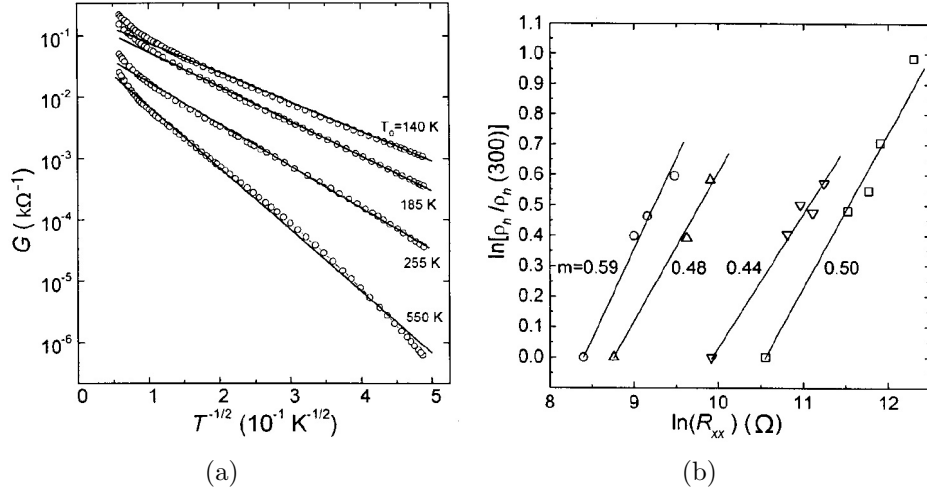 G (kΩ⁻¹)
10⁻¹
10⁻²
10⁻³
10⁻⁴
10⁻⁵
10⁻⁶
T₀=140 K
185 K
255 K
550 K
0 1 2 3 4 5
T⁻¹/² (10⁻¹ K⁻¹/²)
(a)
ln[ρₕ/ρₕ (300)]
1.0
0.9
0.8
0.7
0.6
0.5
0.4
0.3
0.2
0.1
0.0
m=0.59 0.48 0.44 0.50
8 9 10 11 12
ln(Rₓₓ) (Ω)
(b)